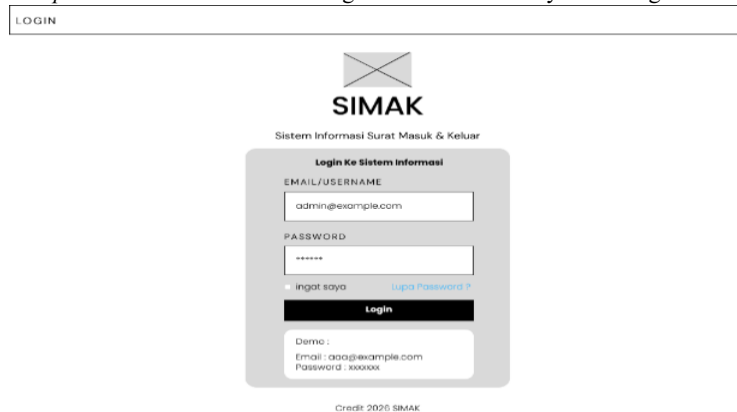 LOGIN
SIMAK
Sistem Informasi Surat Masuk & Keluar
Login Ke Sistem Informasi
EMAIL/USERNAME
admin@example.com
PASSWORD
******
ingat saya
Lupa Password ?
Login
Demo :
Email : aaa@example.com
Password : xxxxxxx
Credit 2026 SIMAK